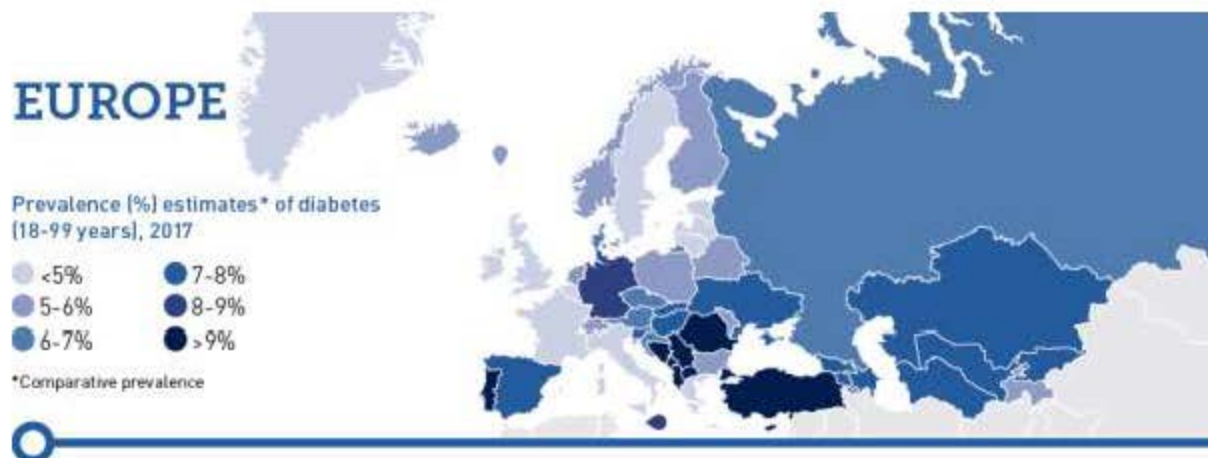 EUROPE
Prevalence (%) estimates* of diabetes
(18-99 years), 2017
<5%
5-6%
6-7%
7-8%
8-9%
>9%
*Comparative prevalence